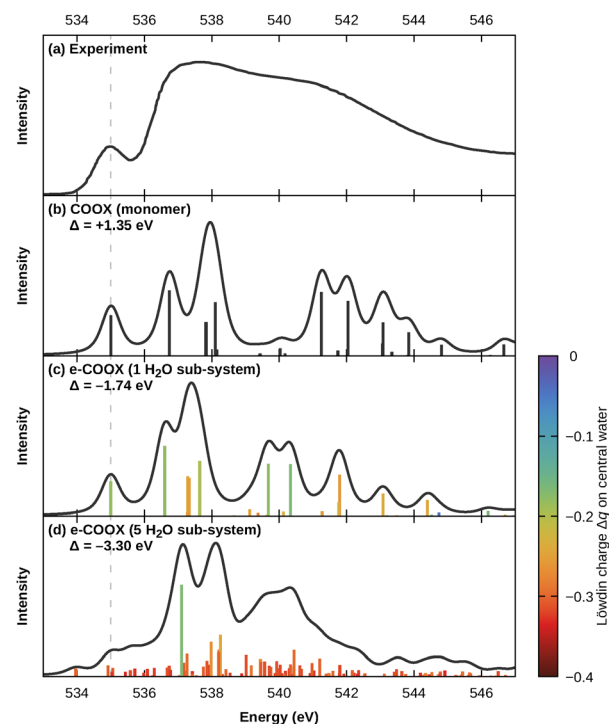 534 536 538 540 542 544 546
(a) Experiment
Intensity
(b) COOX (monomer)
Δ = +1.35 eV
Intensity
(c) e-COOX (1 H₂O sub-system)
Δ = −1.74 eV
Intensity
(d) e-COOX (5 H₂O sub-system)
Δ = −3.30 eV
Intensity
534 536 538 540 542 544 546
Energy (eV)
0
−0.1
−0.2
−0.3
−0.4
Löwdin charge Δq on central water